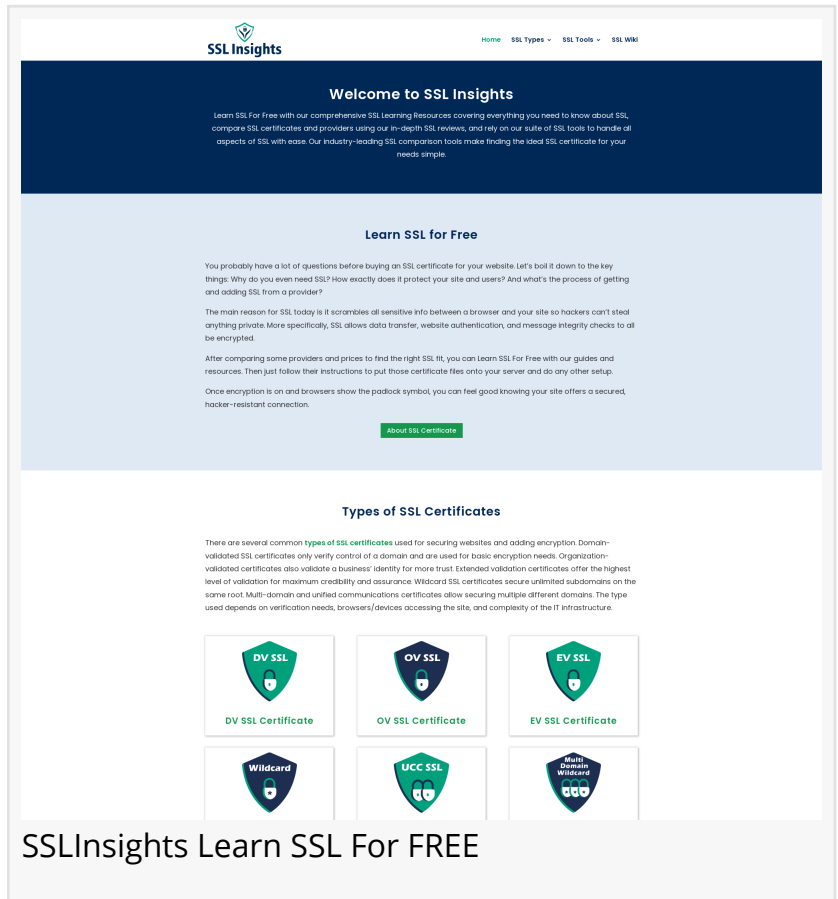 SSL Insights
Home SSL Types SSL Tools SSL Wiki
Welcome to SSL Insights
Learn SSL For Free with our comprehensive SSL Learning Resources covering everything you need to know about SSL,
compare SSL certificates and providers using our in-depth SSL reviews, and rely on our suite of SSL tools to handle all
aspects of SSL with ease. Our industry-leading SSL comparison tools make finding the ideal SSL certificate for your
needs simple.
Learn SSL for Free
You probably have a lot of questions before buying an SSL certificate for your website. Let's boil it down to the key
things: Why do you even need SSL? How exactly does it protect your site and users? And what's the process of getting
and adding SSL from a provider?
The main reason for SSL today is it scrambles all sensitive info between a browser and your site so hackers can't steal
anything private. More specifically, SSL allows data transfer, website authentication, and message integrity checks to all
be encrypted.
After comparing some providers and prices to find the right SSL fit, you can Learn SSL For Free with our guides and
resources. Then just follow their instructions to put those certificate files onto your server and do any other setup.
Once encryption is on and browsers show the padlock symbol, you can feel good knowing your site offers a secured,
hacker-resistant connection.
About SSL Certificate
Types of SSL Certificates
There are several common types of SSL certificates used for securing websites and adding encryption. Domain-
validated SSL certificates only verify control of a domain and are used for basic encryption needs. Organization-
validated certificates also validate a business' identity for more trust. Extended validation certificates offer the highest
level of validation for maximum credibility and assurance. Wildcard SSL certificates secure unlimited subdomains on the
same root. Multi-domain and unified communications certificates allow securing multiple different domains. The type
used depends on verification needs, browsers/devices accessing the site, and complexity of the IT infrastructure.
DV SSL
OV SSL
EV SSL
DV SSL Certificate
OV SSL Certificate
EV SSL Certificate
Wildcard
UCC SSL
Multi
Domain
Wildcard
SSLInsights Learn SSL For FREE